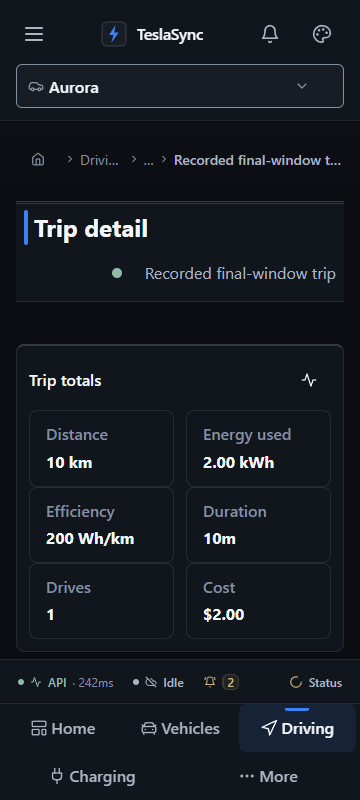 TeslaSync
Aurora
Drivi... ... Recorded final-window t...
Trip detail
Recorded final-window trip
Trip totals
Distance Energy used
10 km 2.00 kWh
Efficiency Duration
200 Wh/km 10m
Drives Cost
1 $2.00
API · 242ms Idle 2 Status
Home Vehicles Driving
Charging ... More